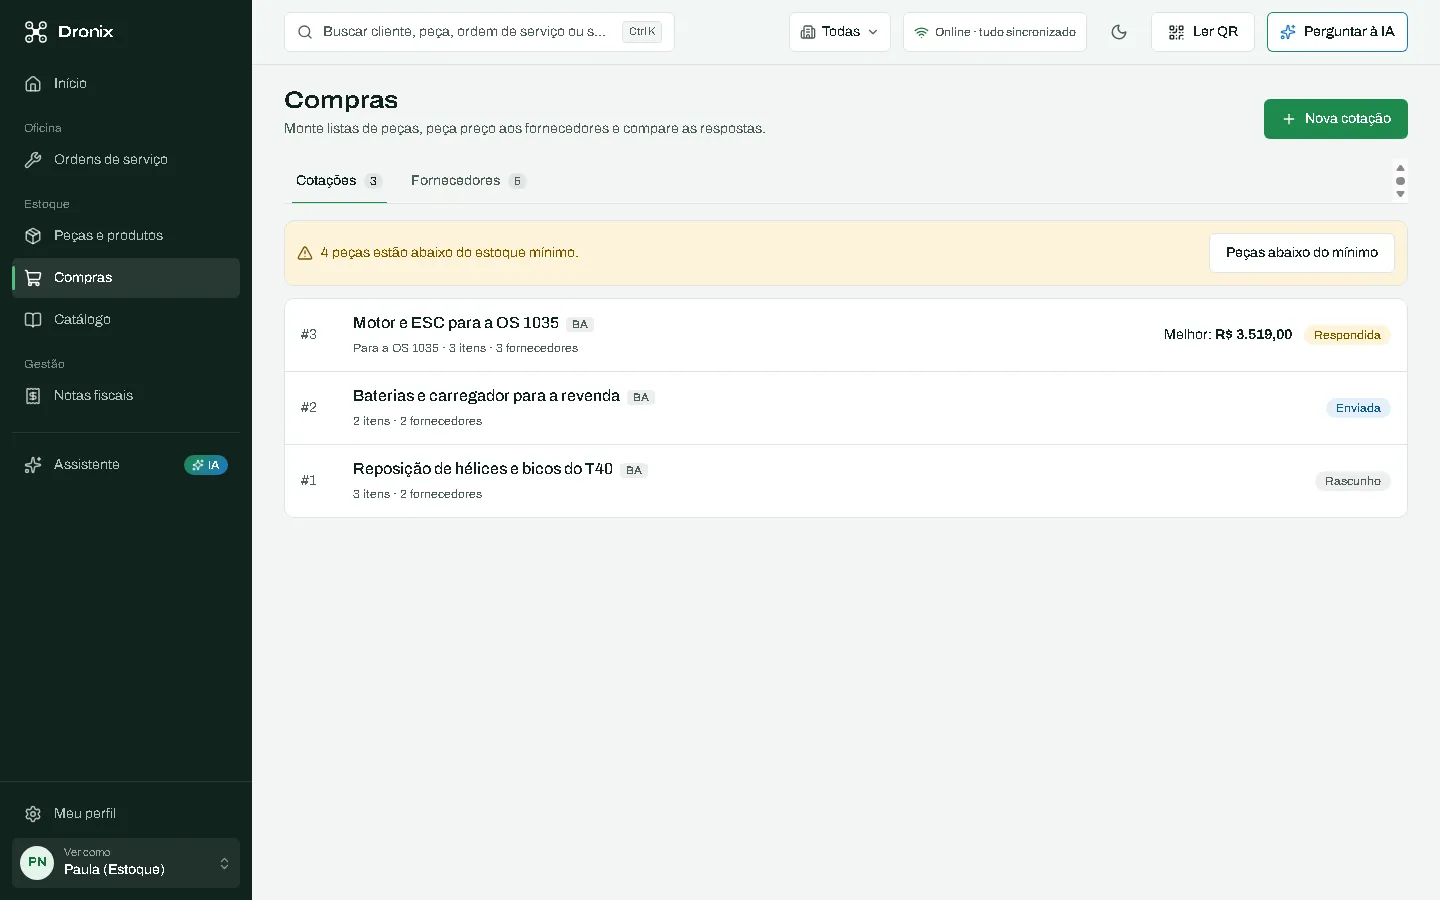 Dronix
Início
Oficina
Ordens de serviço
Estoque
Peças e produtos
Compras
Catálogo
Gestão
Notas fiscais
Assistente
IA
Meu perfil
PN
Ver como
Paula (Estoque)
Buscar cliente, peça, ordem de serviço ou s...
Ctrl K
Todas
Online · tudo sincronizado
Ler QR
Perguntar à IA
Compras
Monte listas de peças, peça preço aos fornecedores e compare as respostas.
Nova cotação
Cotações 3
Fornecedores 5
4 peças estão abaixo do estoque mínimo.
Peças abaixo do mínimo
#3
Motor e ESC para a OS 1035 BA
Para a OS 1035 · 3 itens · 3 fornecedores
Melhor: R$ 3.519,00
Respondida
#2
Baterias e carregador para a revenda BA
2 itens · 2 fornecedores
Enviada
#1
Reposição de hélices e bicos do T40 BA
3 itens · 2 fornecedores
Rascunho